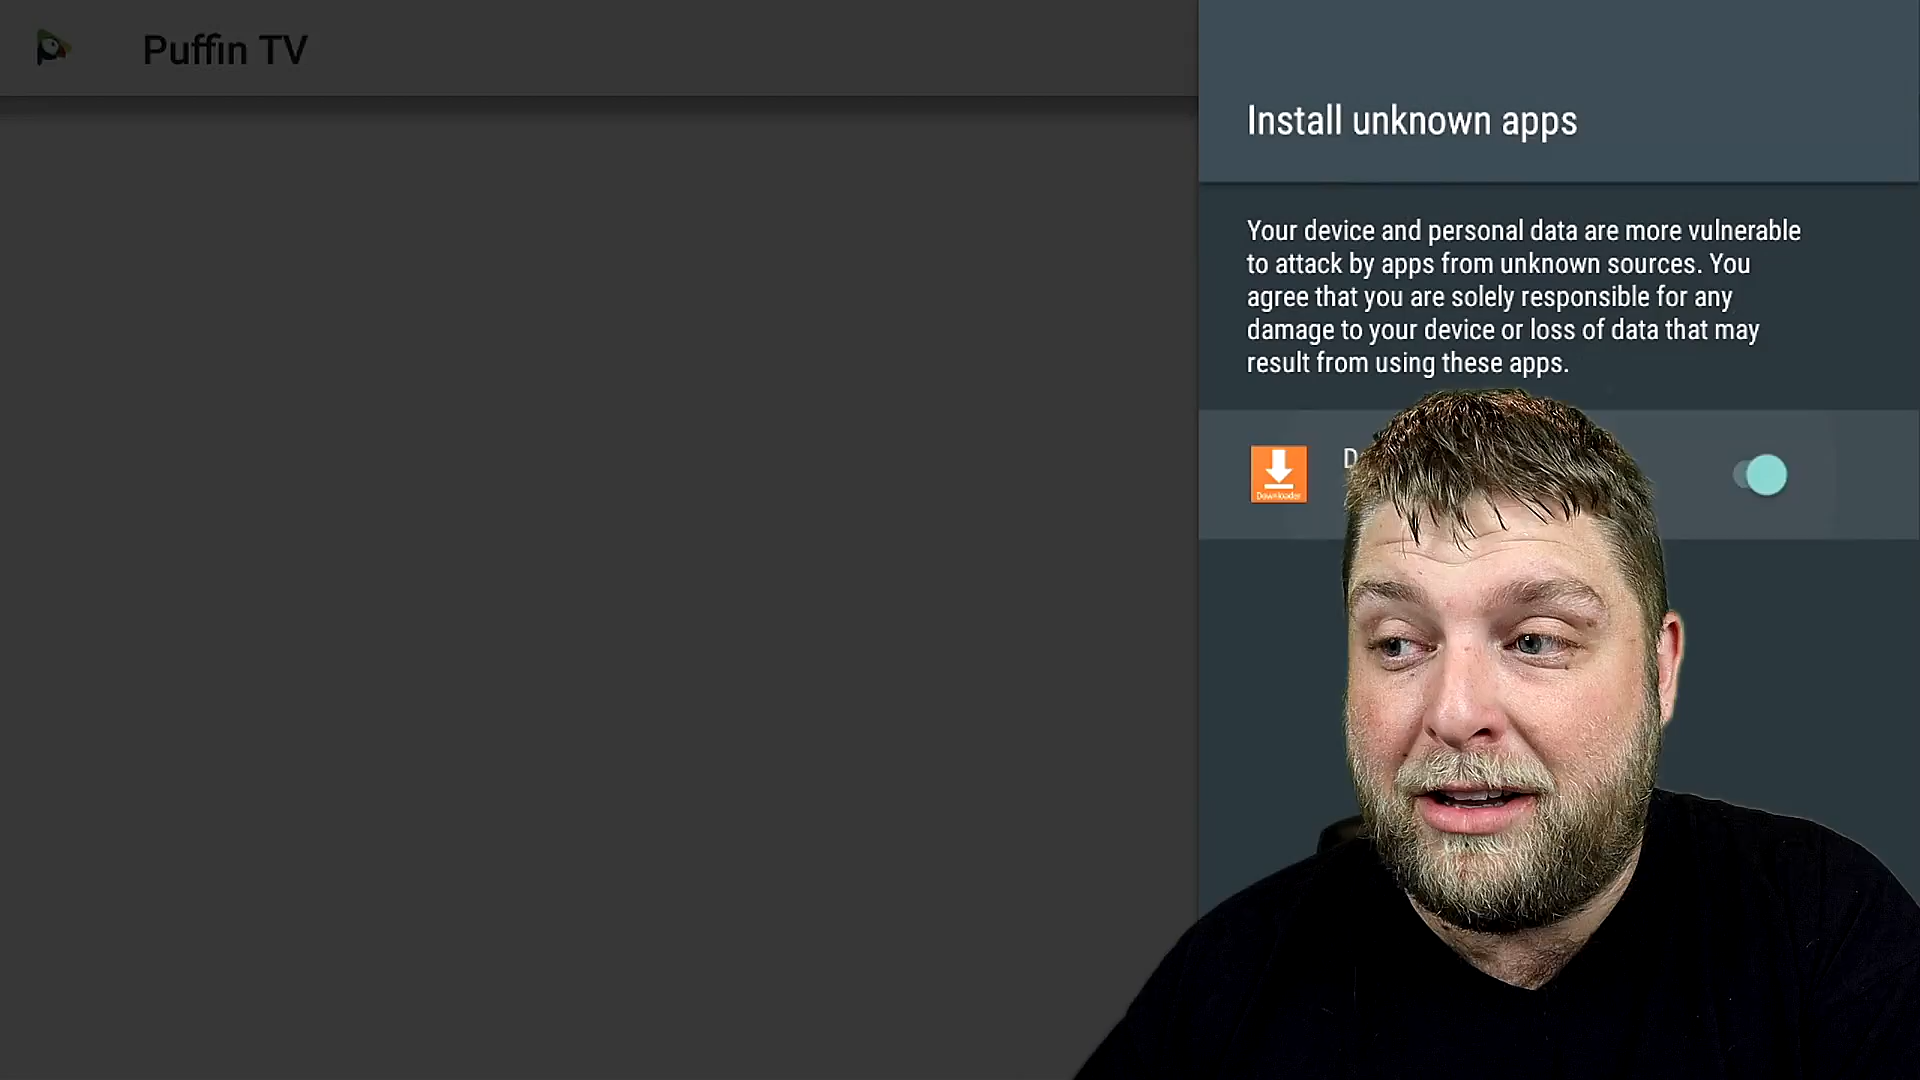 Puffin TV
Install unknown apps
Your device and personal data are more vulnerable
to attack by apps from unknown sources. You
agree that you are solely responsible for any
damage to your device or loss of data that may
result from using these apps.
Downloader